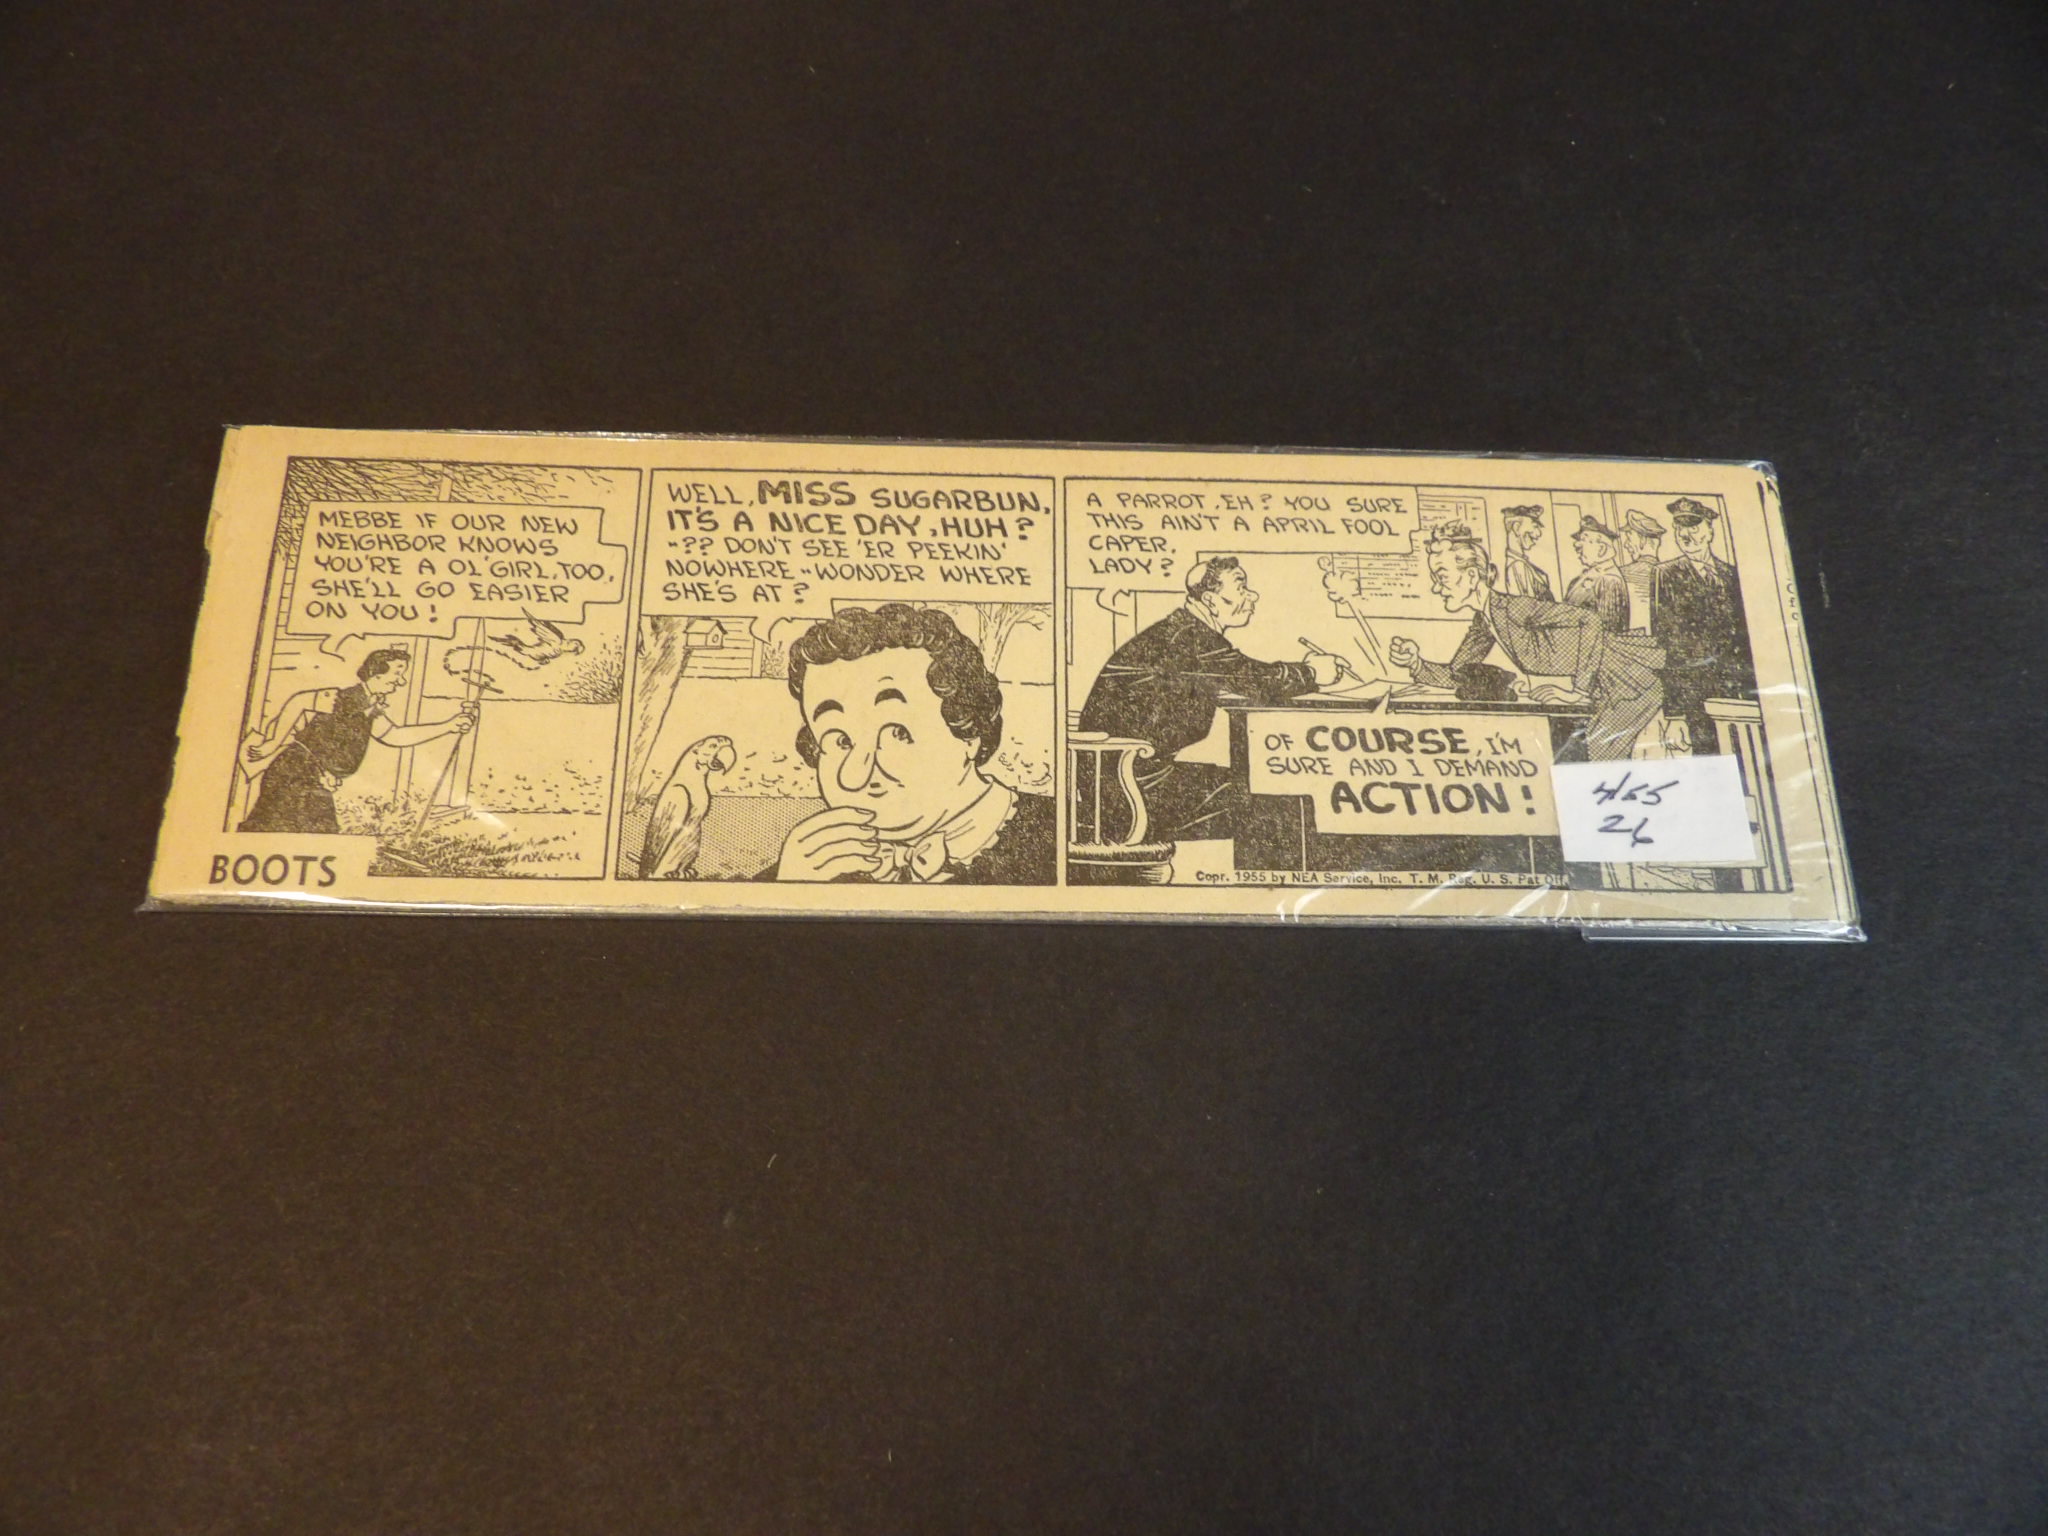 MEBBE IF OUR NEW
NEIGHBOR KNOWS
YOU'RE A OL' GIRL, TOO,
SHE'LL GO EASIER
ON YOU!
BOOTS
WELL, MISS SUGARBUN,
IT'S A NICE DAY, HUH?
-?? DON'T SEE 'ER PEEKIN'
NOWHERE -- WONDER WHERE
SHE'S AT?
A PARROT, EH? YOU SURE
THIS AIN'T A APRIL FOOL
CAPER,
LADY?
OF COURSE, I'M
SURE AND I DEMAND
ACTION!
Copr. 1955 by NEA Service, Inc. T. M. Reg. U. S. Pat Off.
4/55
26